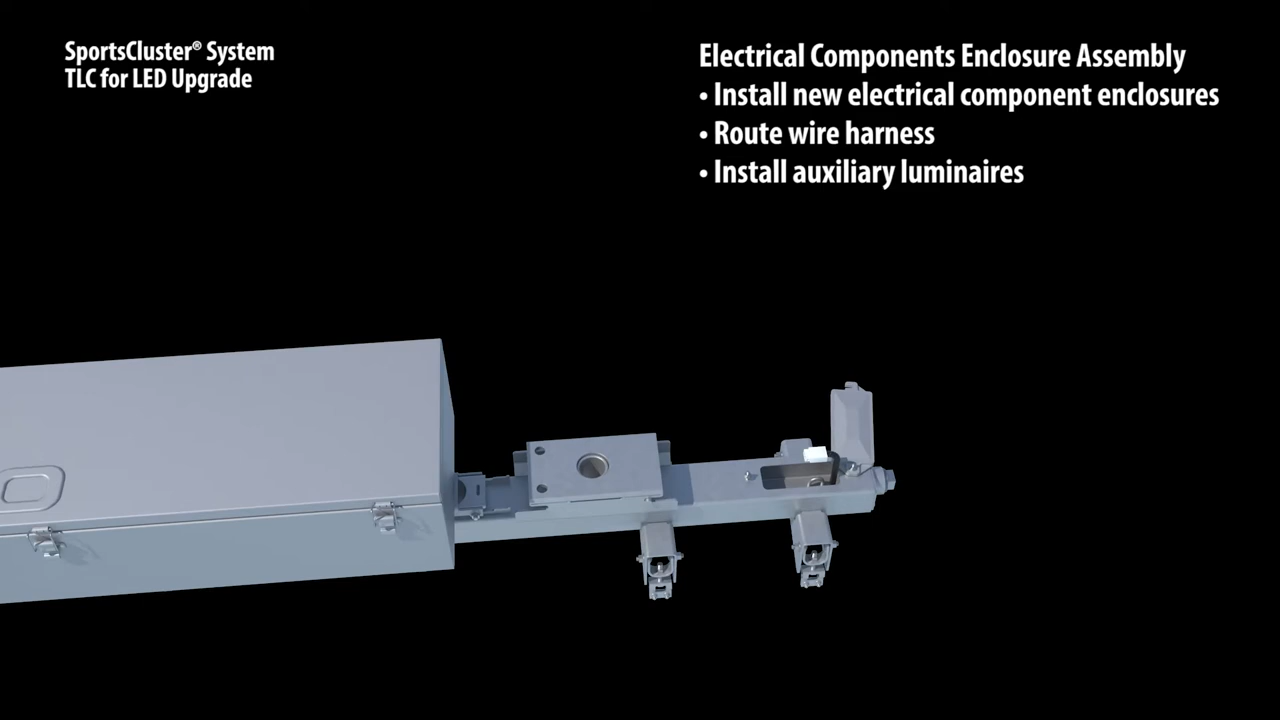 SportsCluster® System
TLC for LED Upgrade
Electrical Components Enclosure Assembly
• Install new electrical component enclosures
• Route wire harness
• Install auxiliary luminaires